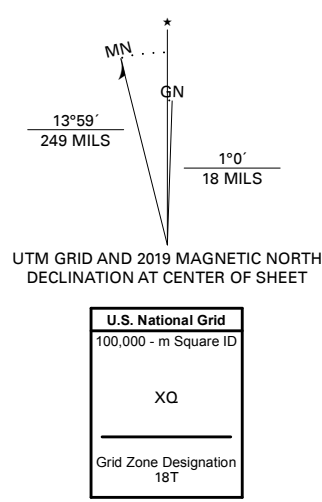 MN
GN
13°59´
249 MILS
1°0´
18 MILS
UTM GRID AND 2019 MAGNETIC NORTH
DECLINATION AT CENTER OF SHEET
U.S. National Grid
100,000 - m Square ID
XQ
Grid Zone Designation
18T